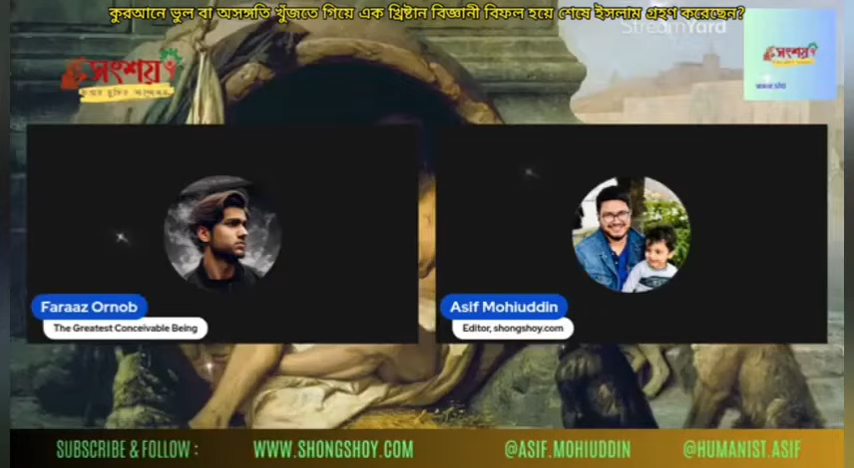 কুরআনে ভুল বা অসঙ্গতি খুঁজতে গিয়ে এক খ্রিষ্টান বিজ্ঞানী বিফল হয়ে শেষে ইসলাম গ্রহণ করেছেন?
StreamYard
সংশয়
সংশয়
Faraaz Ornob
The Greatest Conceivable Being
Asif Mohiuddin
Editor, shongshoy.com
SUBSCRIBE & FOLLOW :
WWW.SHONGSHOY.COM
@ASIF.MOHIUDDIN
@HUMANIST.ASIF